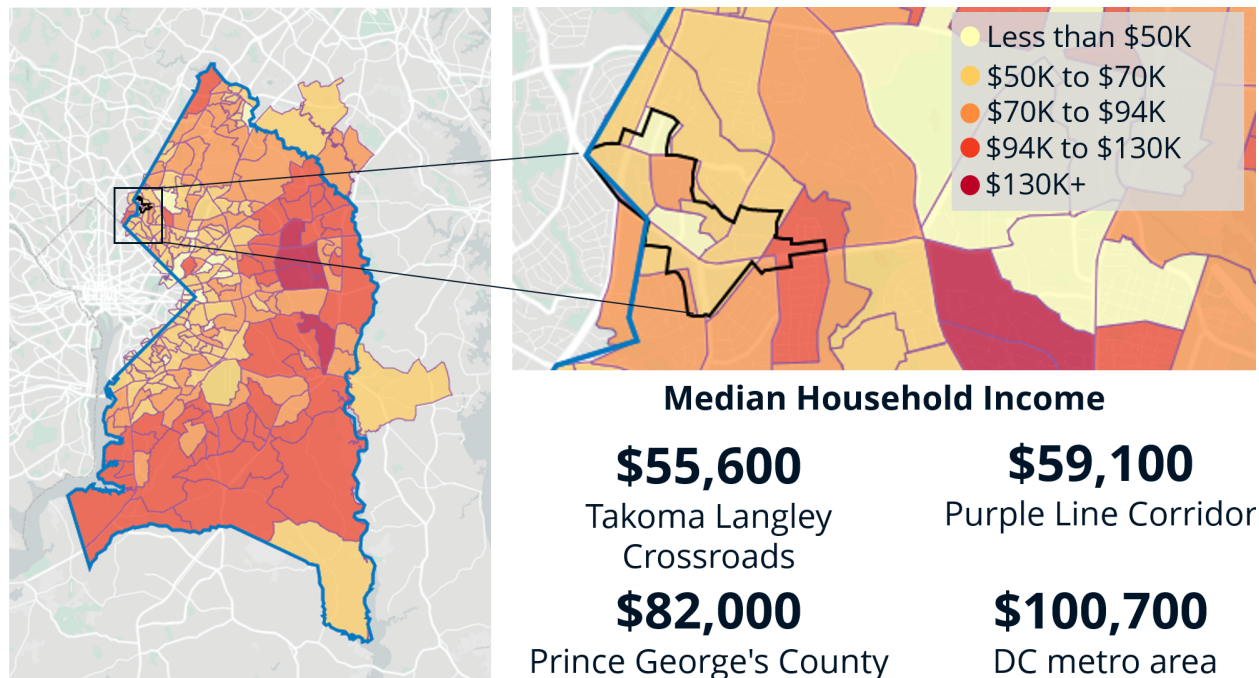 Less than $50K
$50K to $70K
$70K to $94K
$94K to $130K
$130K+
Median Household Income
$55,600
Takoma Langley
Crossroads
$59,100
Purple Line Corridor
$82,000
Prince George's County
$100,700
DC metro area